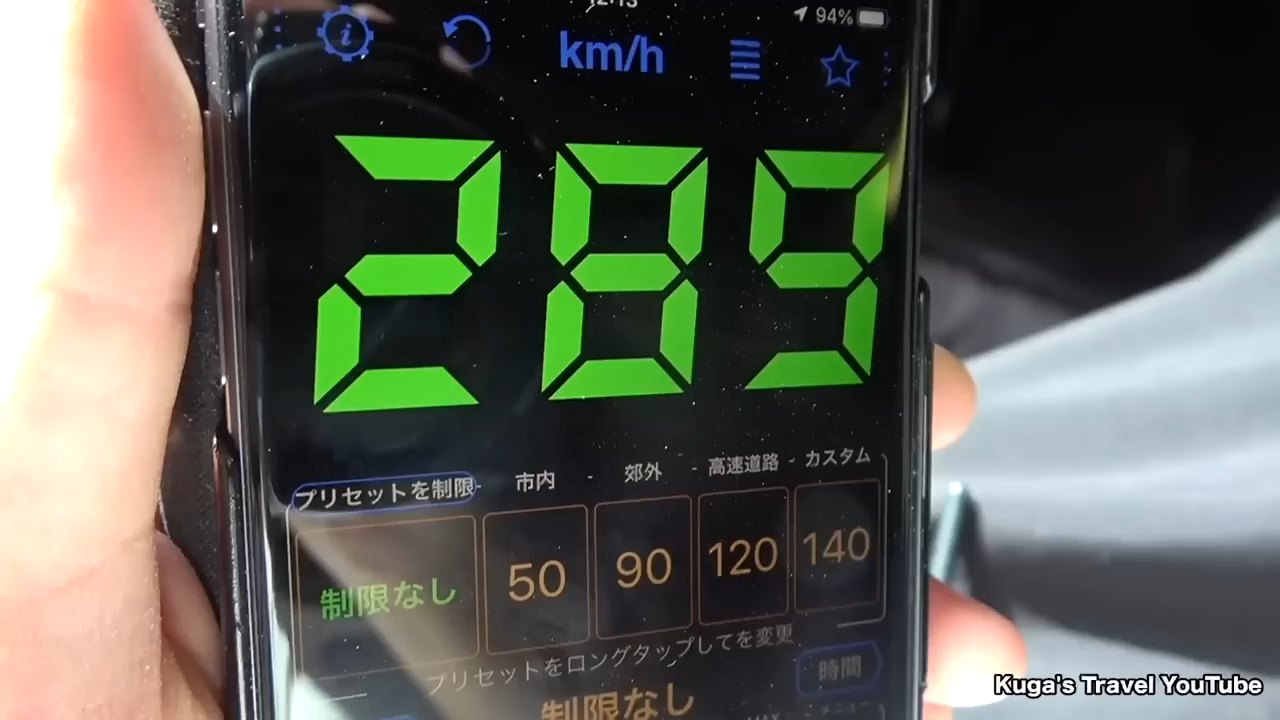 94%
km/h
289
プリセットを制限 - 市内 - 郊外 - 高速道路 - カスタム
制限なし 50 90 120 140
プリセットをロングタップしてを変更
時間
制限なし
Kuga's Travel YouTube